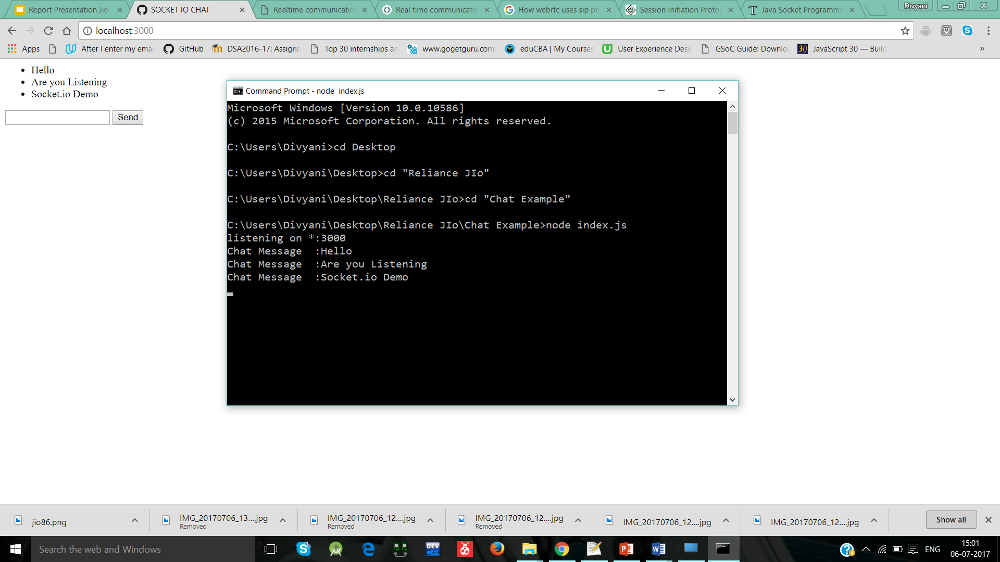 Report Presentation Jio
SOCKET IO CHAT
Realtime communicatio
Real time communicatio
How webrtc uses sip pro
Session Initiation Protoc
Java Socket Programmi
Divyani
localhost:3000
Apps
After I enter my emai
GitHub
DSA2016-17: Assignm
Top 30 internships an
www.gogetguru.com
eduCBA | My Courses
User Experience Desig
GSoC Guide: Downlo
30
JavaScript 30 — Build
»
Hello
Are you Listening
Socket.io Demo
Send
Command Prompt - node index.js
Microsoft Windows [Version 10.0.10586]
(c) 2015 Microsoft Corporation. All rights reserved.
C:\Users\Divyani>cd Desktop
C:\Users\Divyani\Desktop>cd "Reliance JIo"
C:\Users\Divyani\Desktop\Reliance JIo>cd "Chat Example"
C:\Users\Divyani\Desktop\Reliance JIo\Chat Example>node index.js
listening on *:3000
Chat Message  :Hello
Chat Message  :Are you Listening
Chat Message  :Socket.io Demo
jio86.png
IMG_20170706_13....jpg
Removed
IMG_20170706_12....jpg
Removed
IMG_20170706_12....jpg
Removed
IMG_20170706_12....jpg
IMG_20170706_12....jpg
Show all
Search the web and Windows
DEV
C++
ENG
15:01
06-07-2017